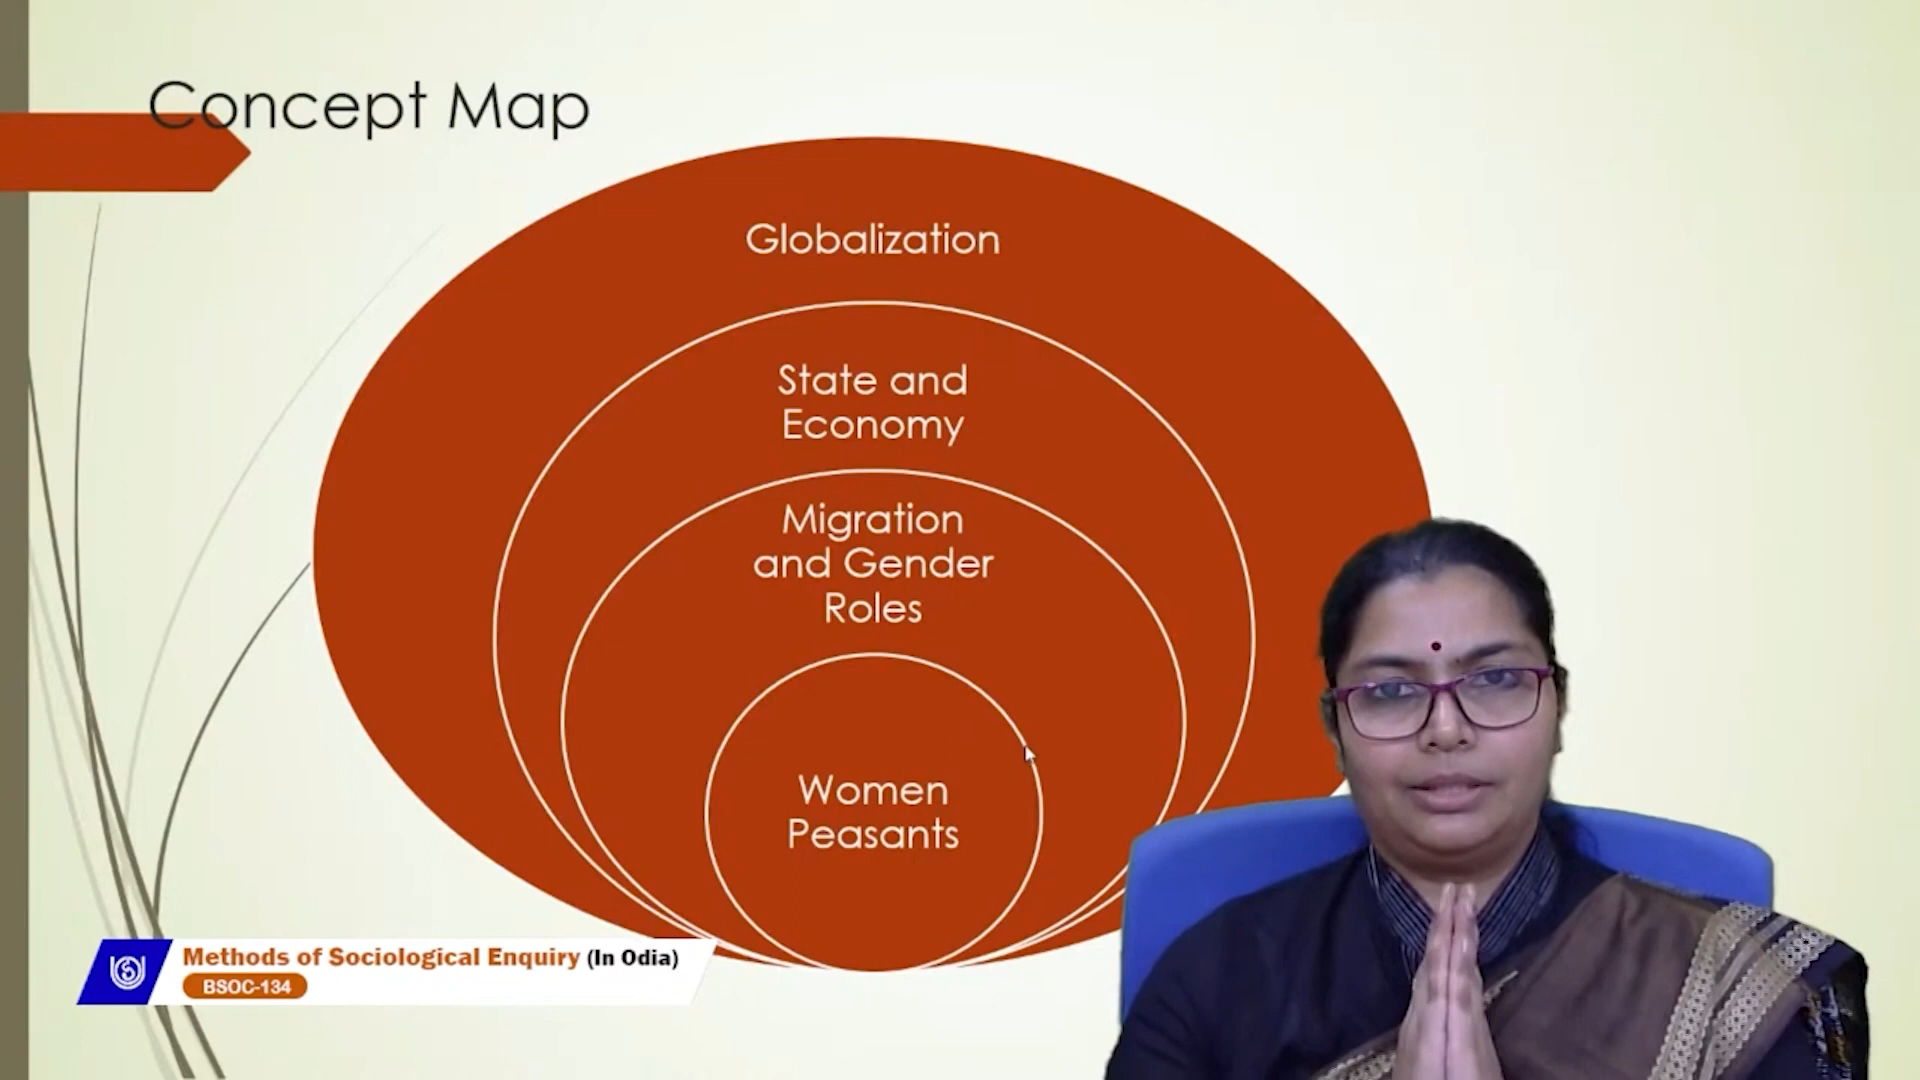 Concept Map
Globalization
State and
Economy
Migration
and Gender
Roles
Women
Peasants
Methods of Sociological Enquiry (In Odia)
BSOC-134